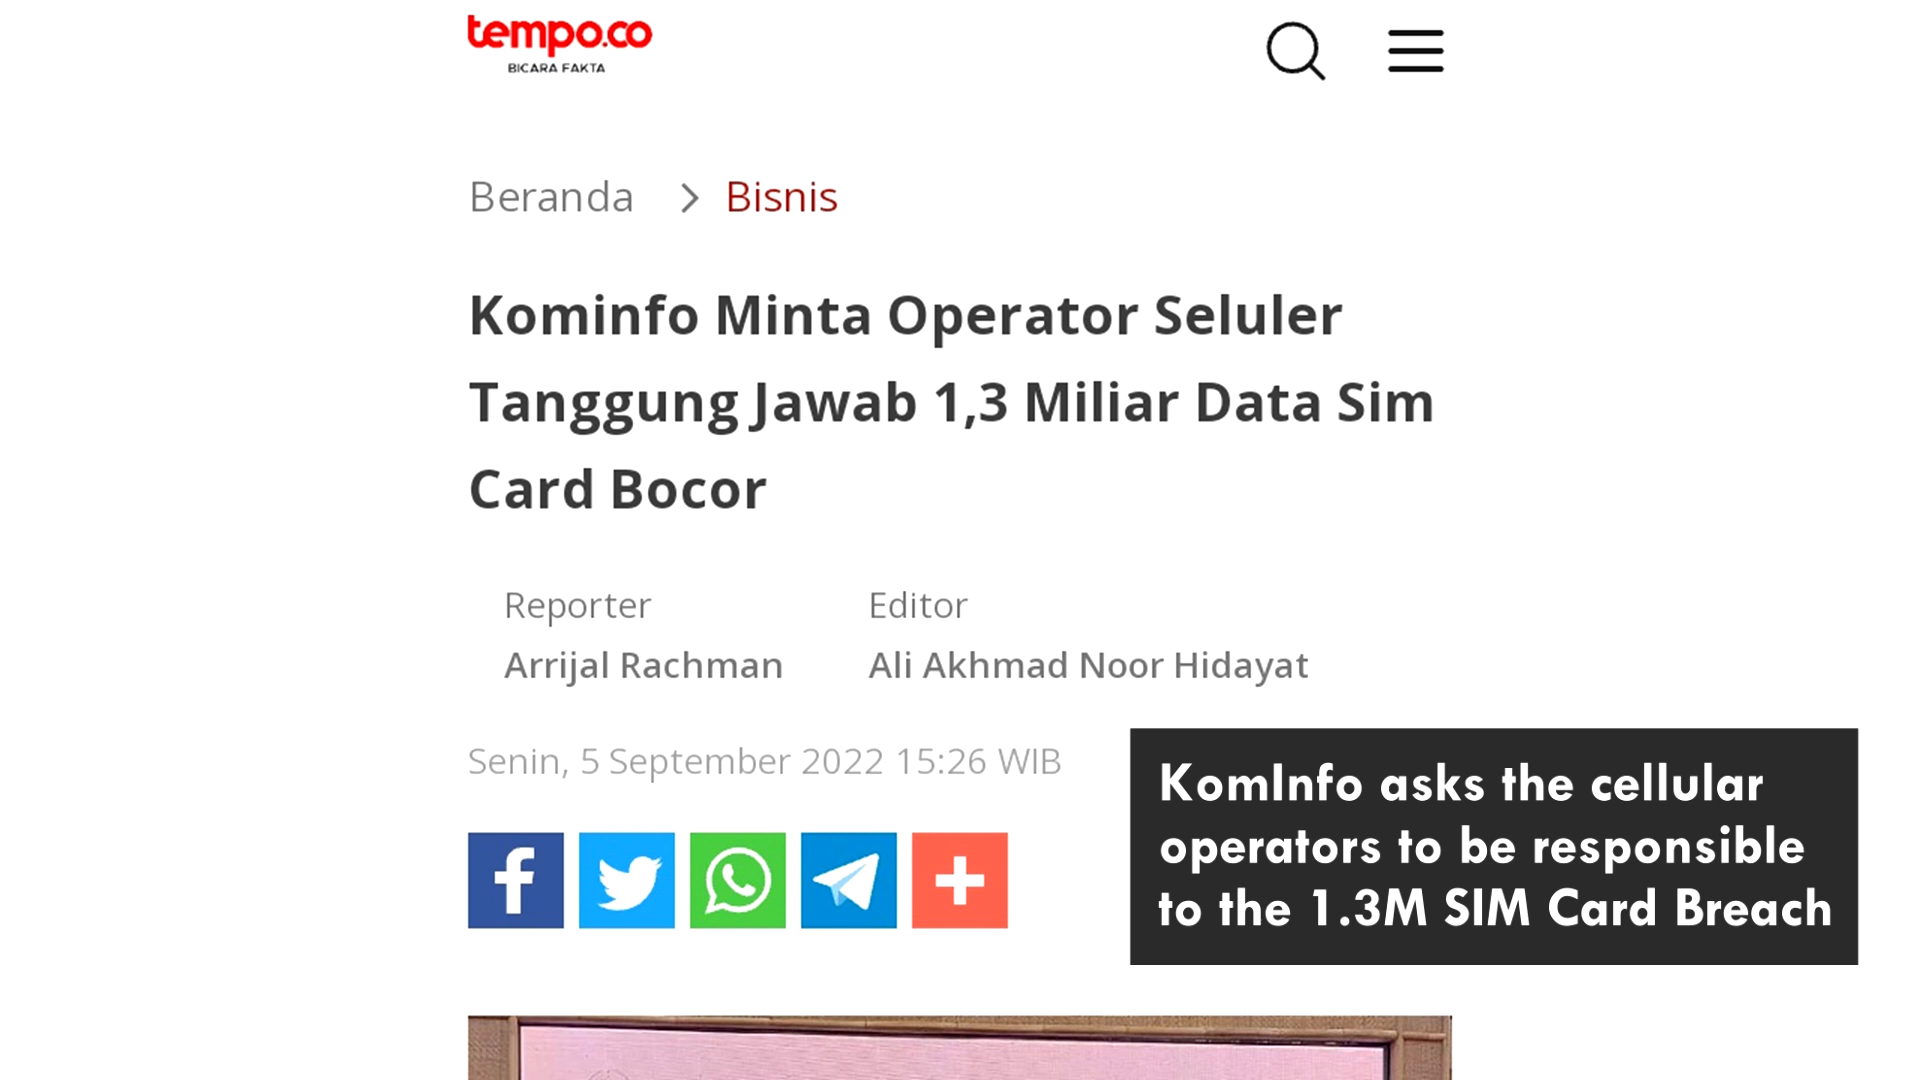 tempo.co
BICARA FAKTA
Beranda > Bisnis
Kominfo Minta Operator Seluler
Tanggung Jawab 1,3 Miliar Data Sim
Card Bocor
Reporter
Arrijal Rachman
Editor
Ali Akhmad Noor Hidayat
Senin, 5 September 2022 15:26 WIB
KomInfo asks the cellular
operators to be responsible
to the 1.3M SIM Card Breach